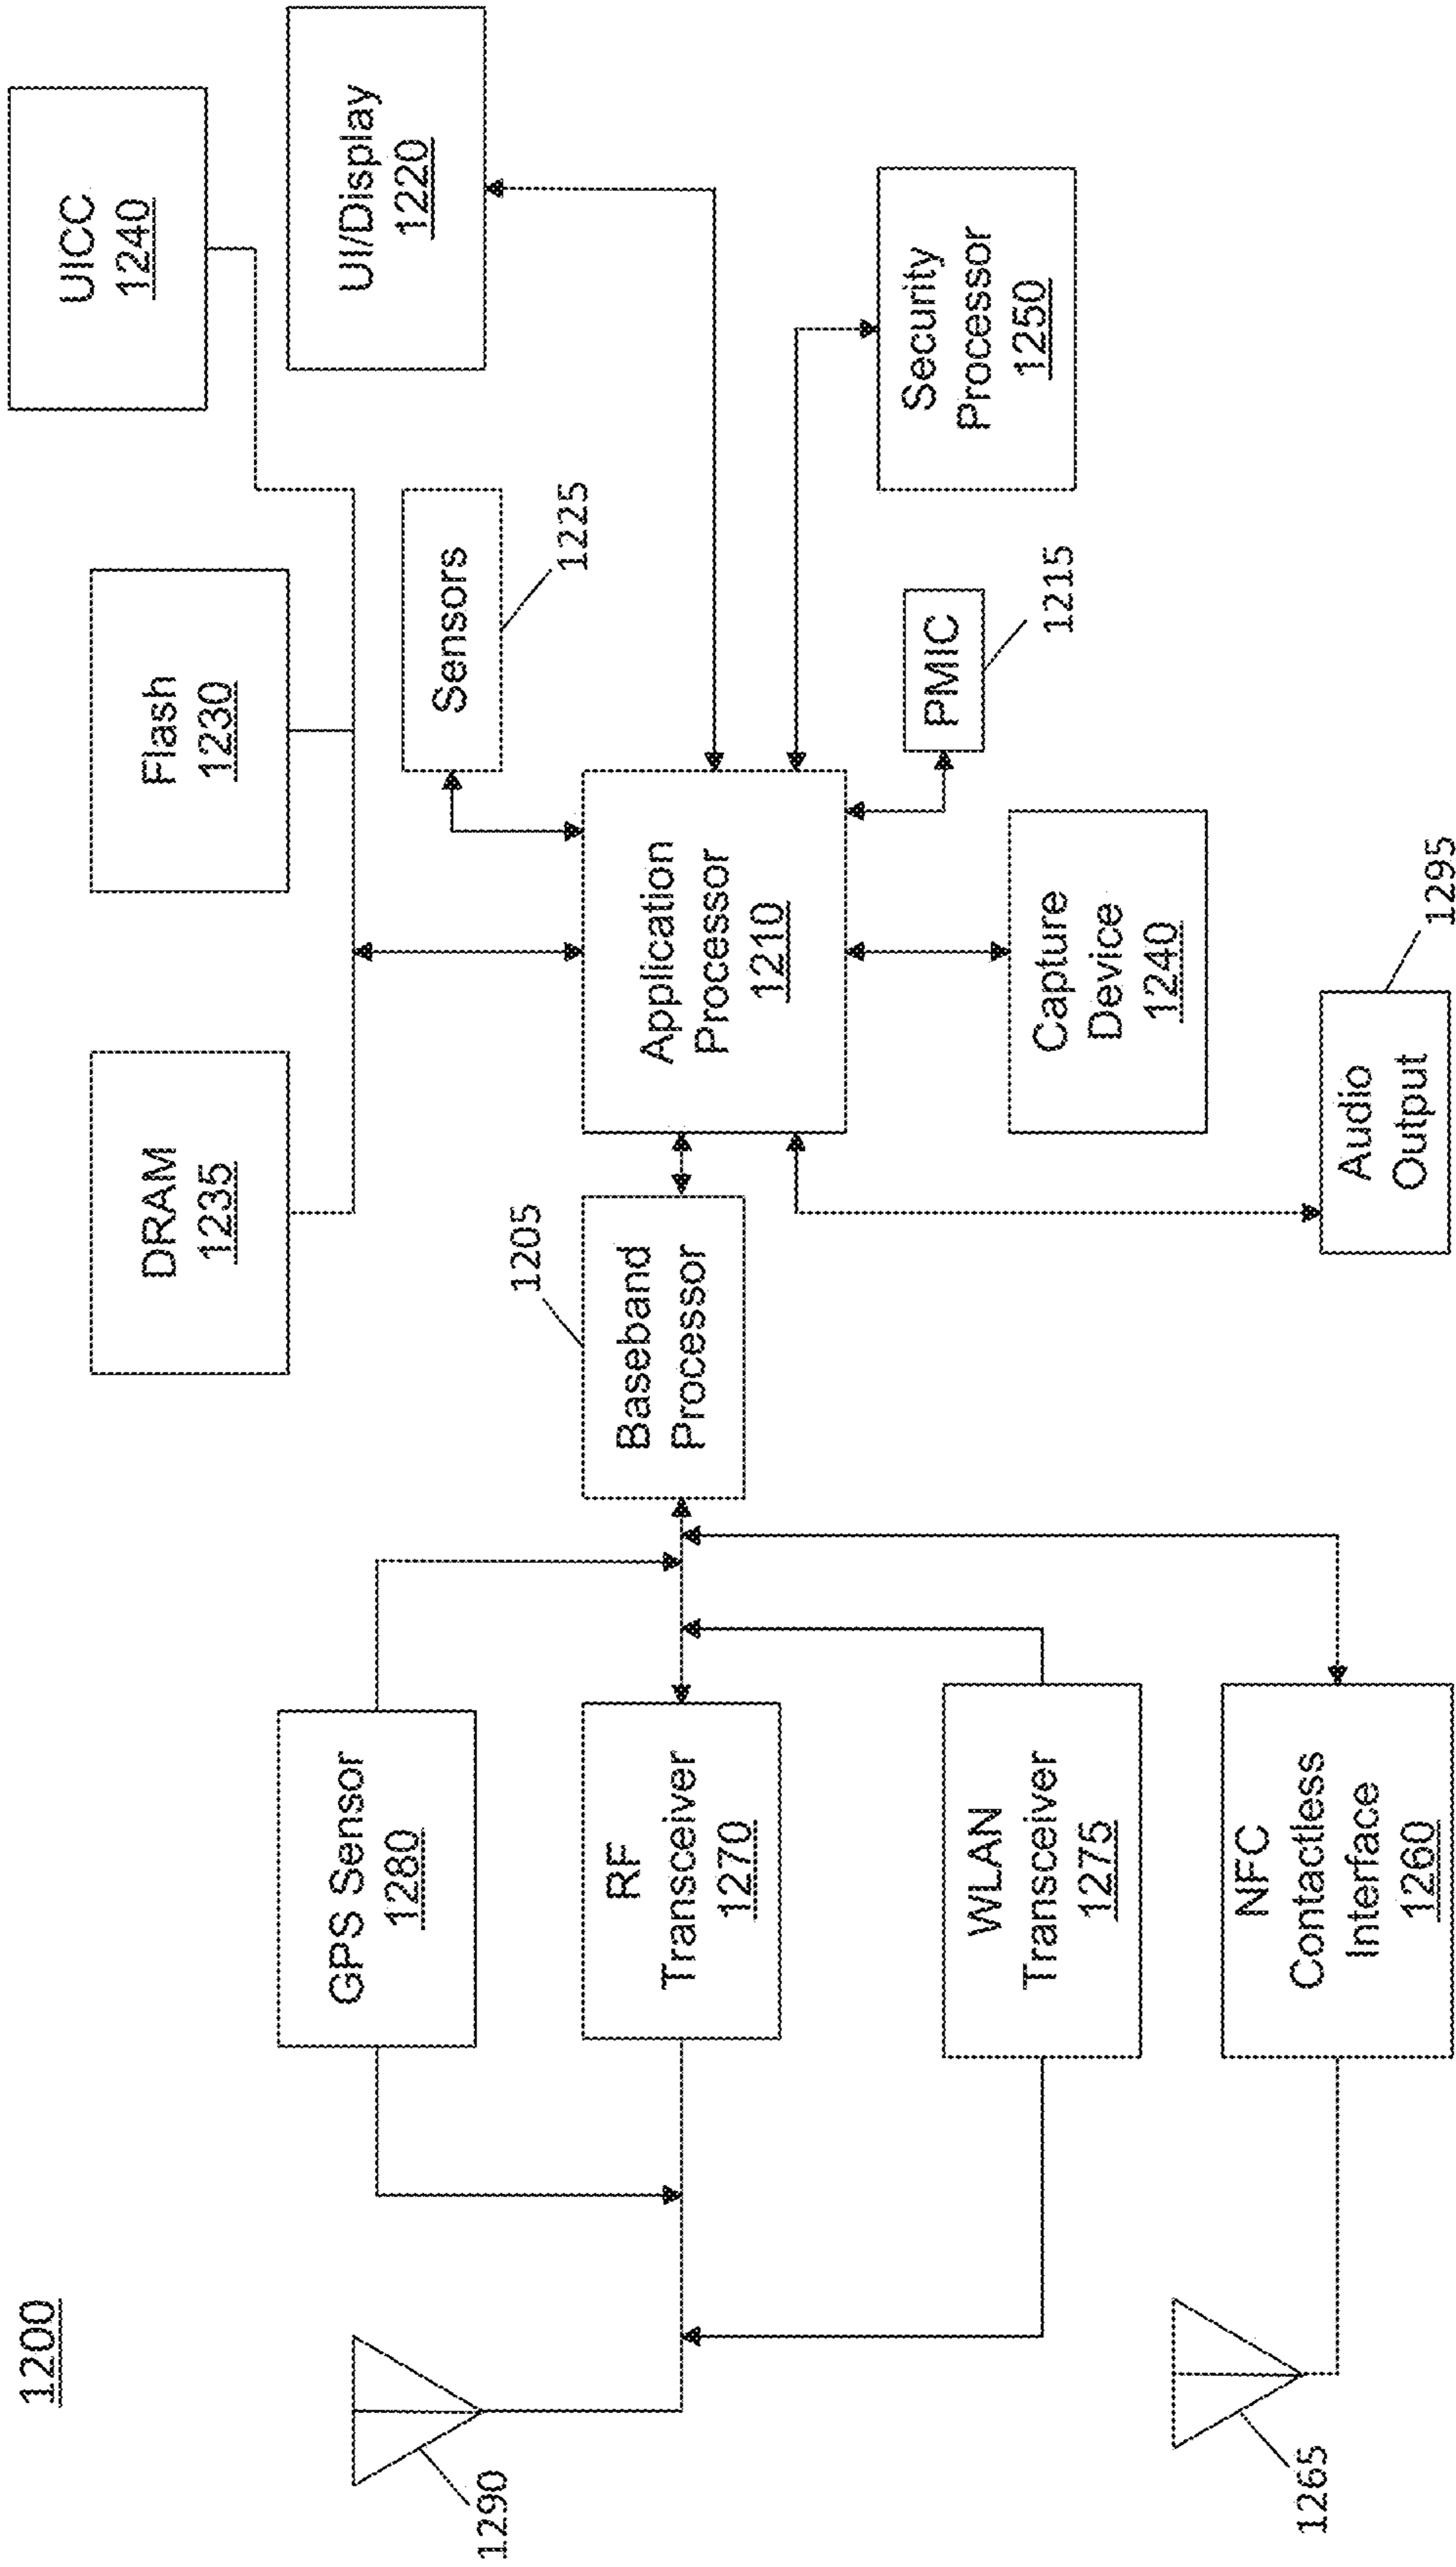 1200
UICC
1240
Flash
1230
DRAM
1235
UI/Display
1220
Sensors
1225
GPS Sensor
1280
1290
1205
Baseband
Processor
Application
Processor
1210
RF
Transceiver
1270
Security
Processor
1250
PMIC
1215
WLAN
Transceiver
1275
Capture
Device
1240
NFC
Contactless
Interface
1260
1265
Audio
Output
1295